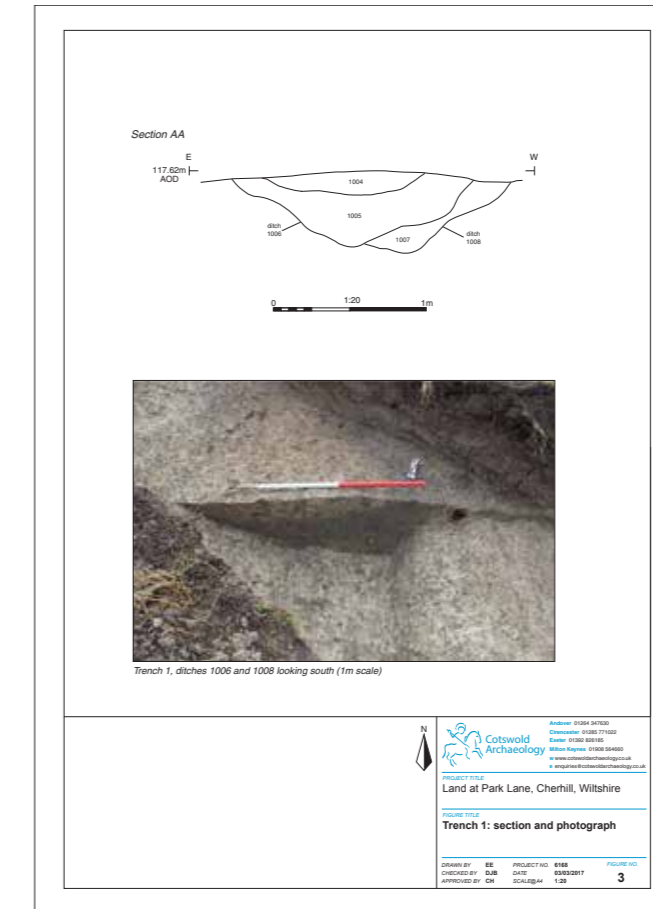 Section AA
E
W
117.62m
AOD
1004
1005
ditch
1006
1007
ditch
1008
0
1:20
1m
Trench 1, ditches 1006 and 1008 looking south (1m scale)
N
Cotswold
Archaeology
Andover 01264 347630
Cirencester 01285 771022
Exeter 01392 826185
Milton Keynes 01908 564660
w www.cotswoldarchaeology.co.uk
e enquiries@cotswoldarchaeology.co.uk
PROJECT TITLE
Land at Park Lane, Cherhill, Wiltshire
FIGURE TITLE
Trench 1: section and photograph
DRAWN BY EE PROJECT NO. 6168 FIGURE NO.
CHECKED BY DJB DATE 03/03/2017
APPROVED BY CH SCALE@A4 1:20 3